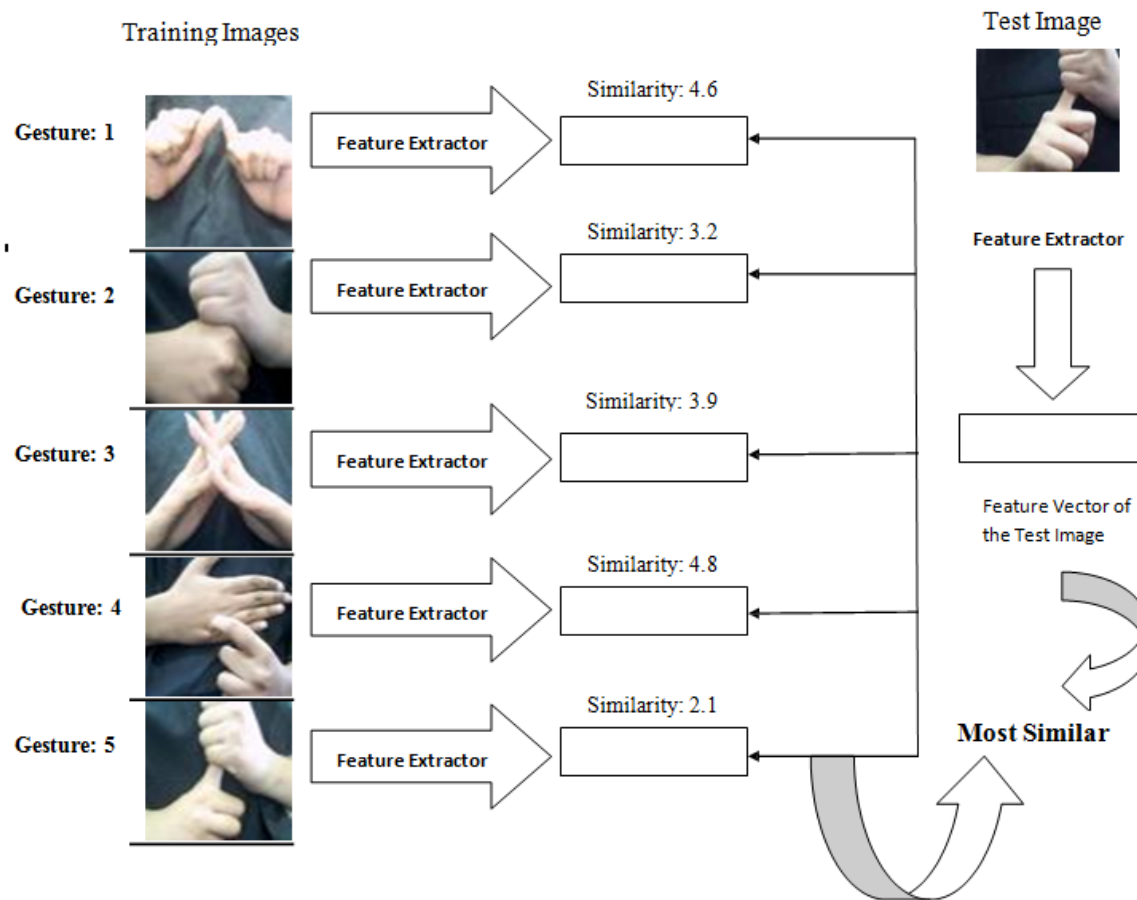 Training Images
Test Image
Gesture: 1
Feature Extractor
Similarity: 4.6
Gesture: 2
Feature Extractor
Similarity: 3.2
Feature Extractor
Gesture: 3
Feature Extractor
Similarity: 3.9
Feature Vector of
the Test Image
Gesture: 4
Feature Extractor
Similarity: 4.8
Gesture: 5
Feature Extractor
Similarity: 2.1
Most Similar